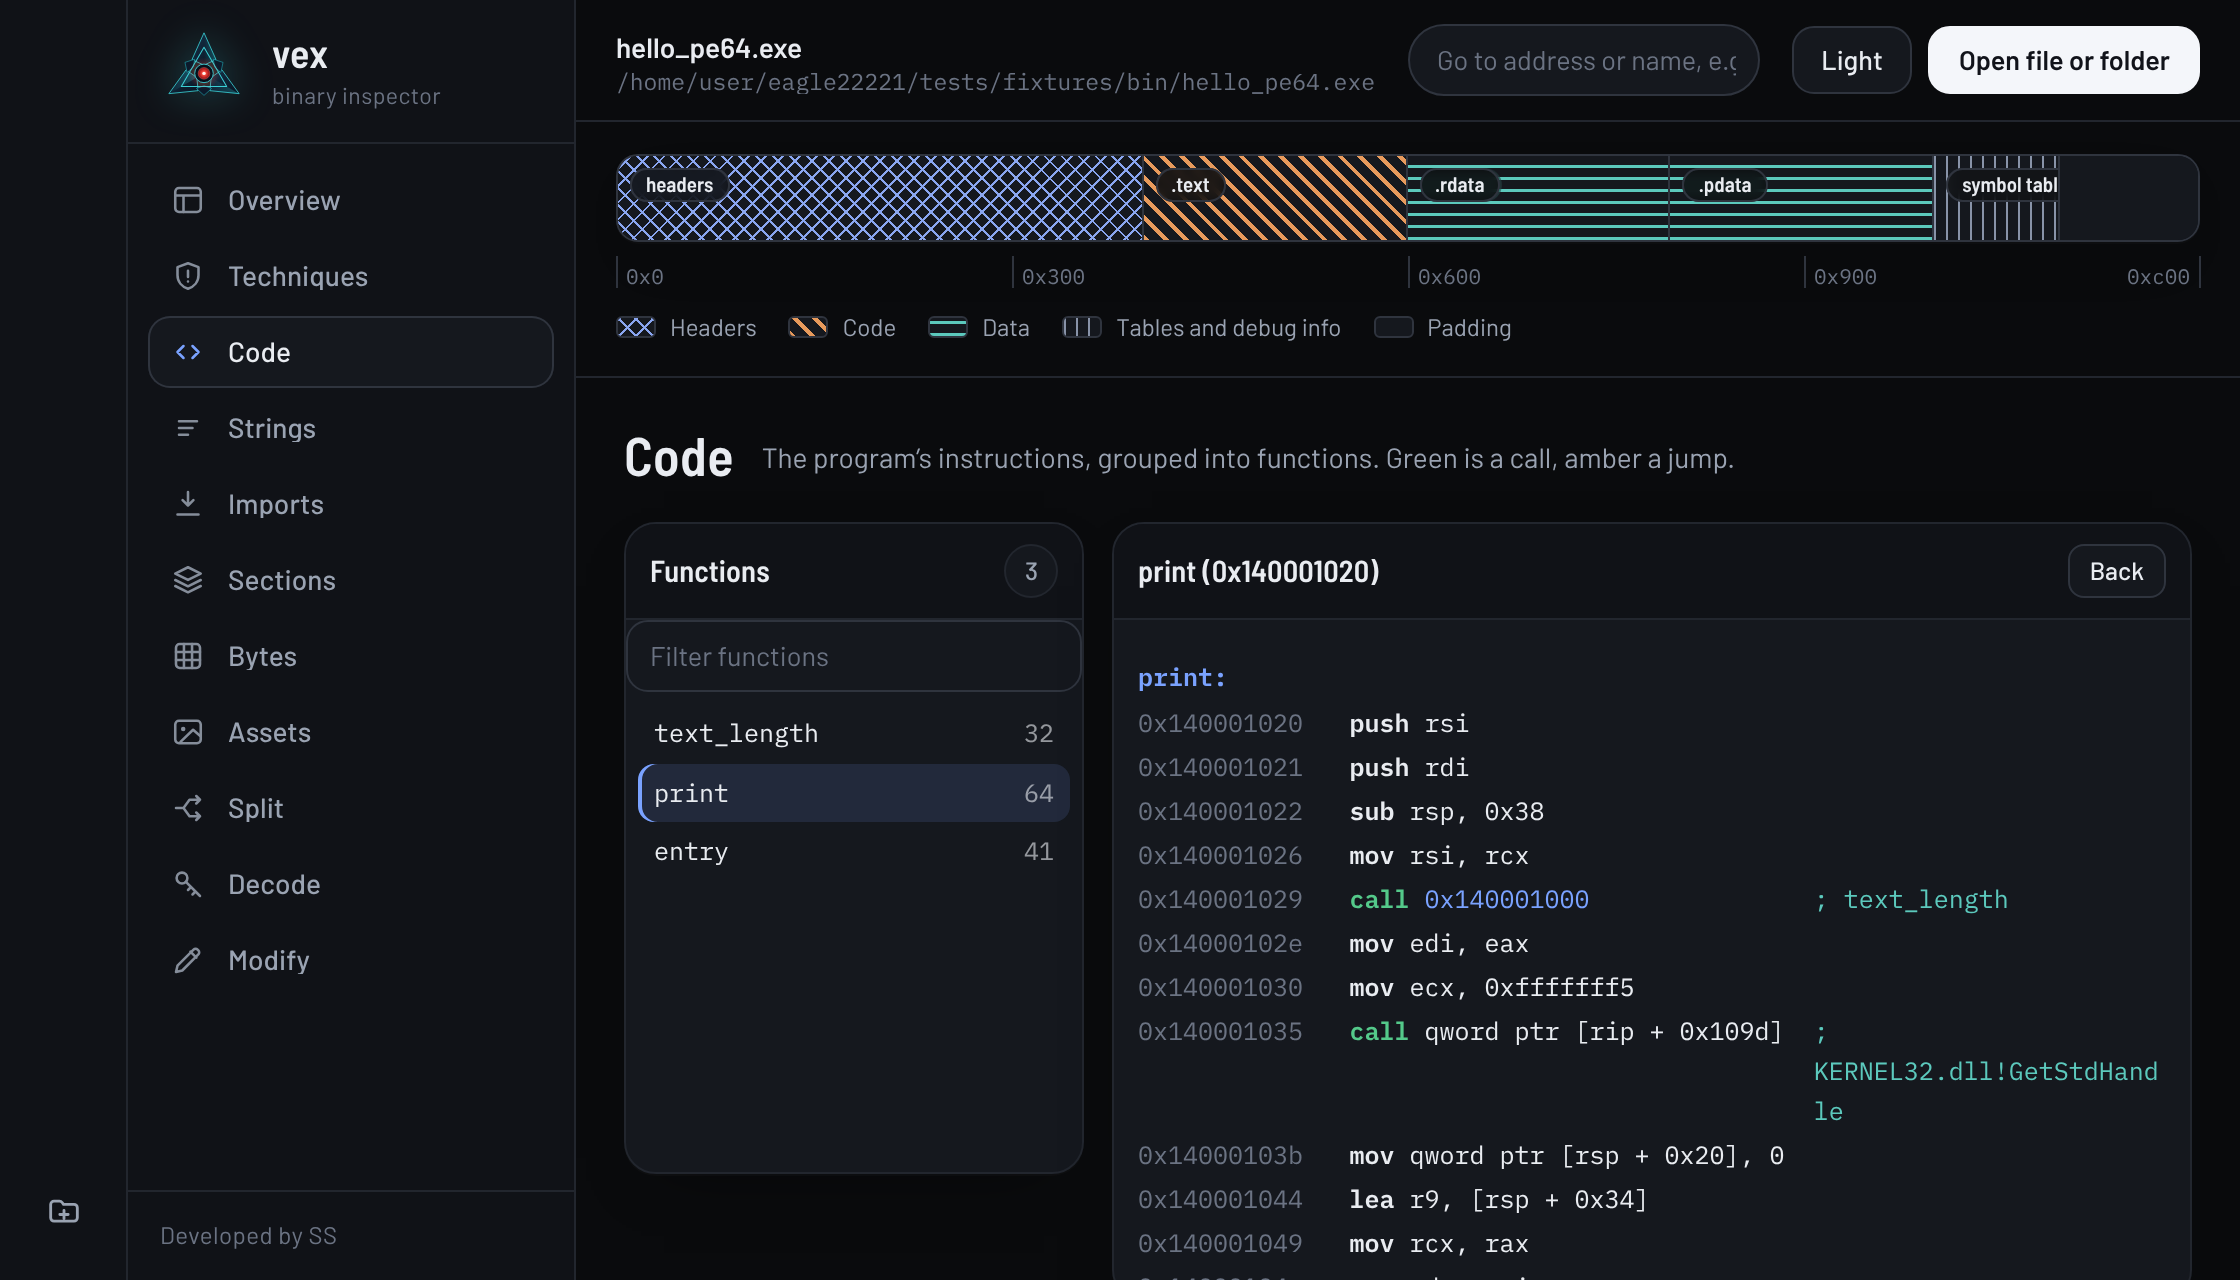 vex
binary inspector
Overview
Techniques
Code
Strings
Imports
Sections
Bytes
Assets
Split
Decode
Modify
Developed by SS
hello_pe64.exe
/home/user/eagle22221/tests/fixtures/bin/hello_pe64.exe
Go to address or name, e.g
Light
Open file or folder
headers
.text
.rdata
.pdata
symbol tabl
0x0
0x300
0x600
0x900
0xc00
Headers
Code
Data
Tables and debug info
Padding
Code
The program’s instructions, grouped into functions. Green is a call, amber a jump.
Functions
3
Filter functions
text_length 32
print 64
entry 41
print (0x140001020)
Back
print:
0x140001020 push rsi
0x140001021 push rdi
0x140001022 sub rsp, 0x38
0x140001026 mov rsi, rcx
0x140001029 call 0x140001000 ; text_length
0x14000102e mov edi, eax
0x140001030 mov ecx, 0xfffffff5
0x140001035 call qword ptr [rip + 0x109d] ;
KERNEL32.dll!GetStdHand
le
0x14000103b mov qword ptr [rsp + 0x20], 0
0x140001044 lea r9, [rsp + 0x34]
0x140001049 mov rcx, rax